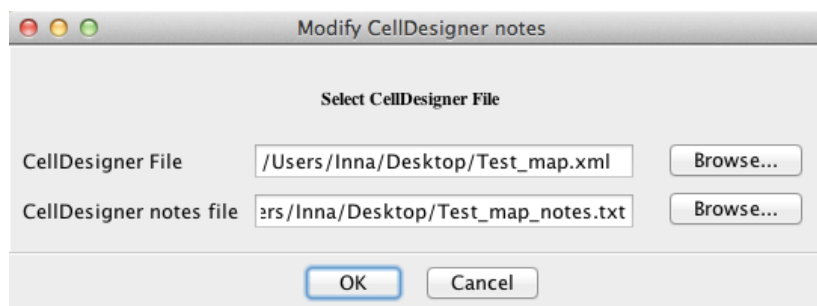 Modify CellDesigner notes
Select CellDesigner File
CellDesigner File /Users/Inna/Desktop/Test_map.xml Browse...
CellDesigner notes file ers/Inna/Desktop/Test_map_notes.txt Browse...
OK Cancel